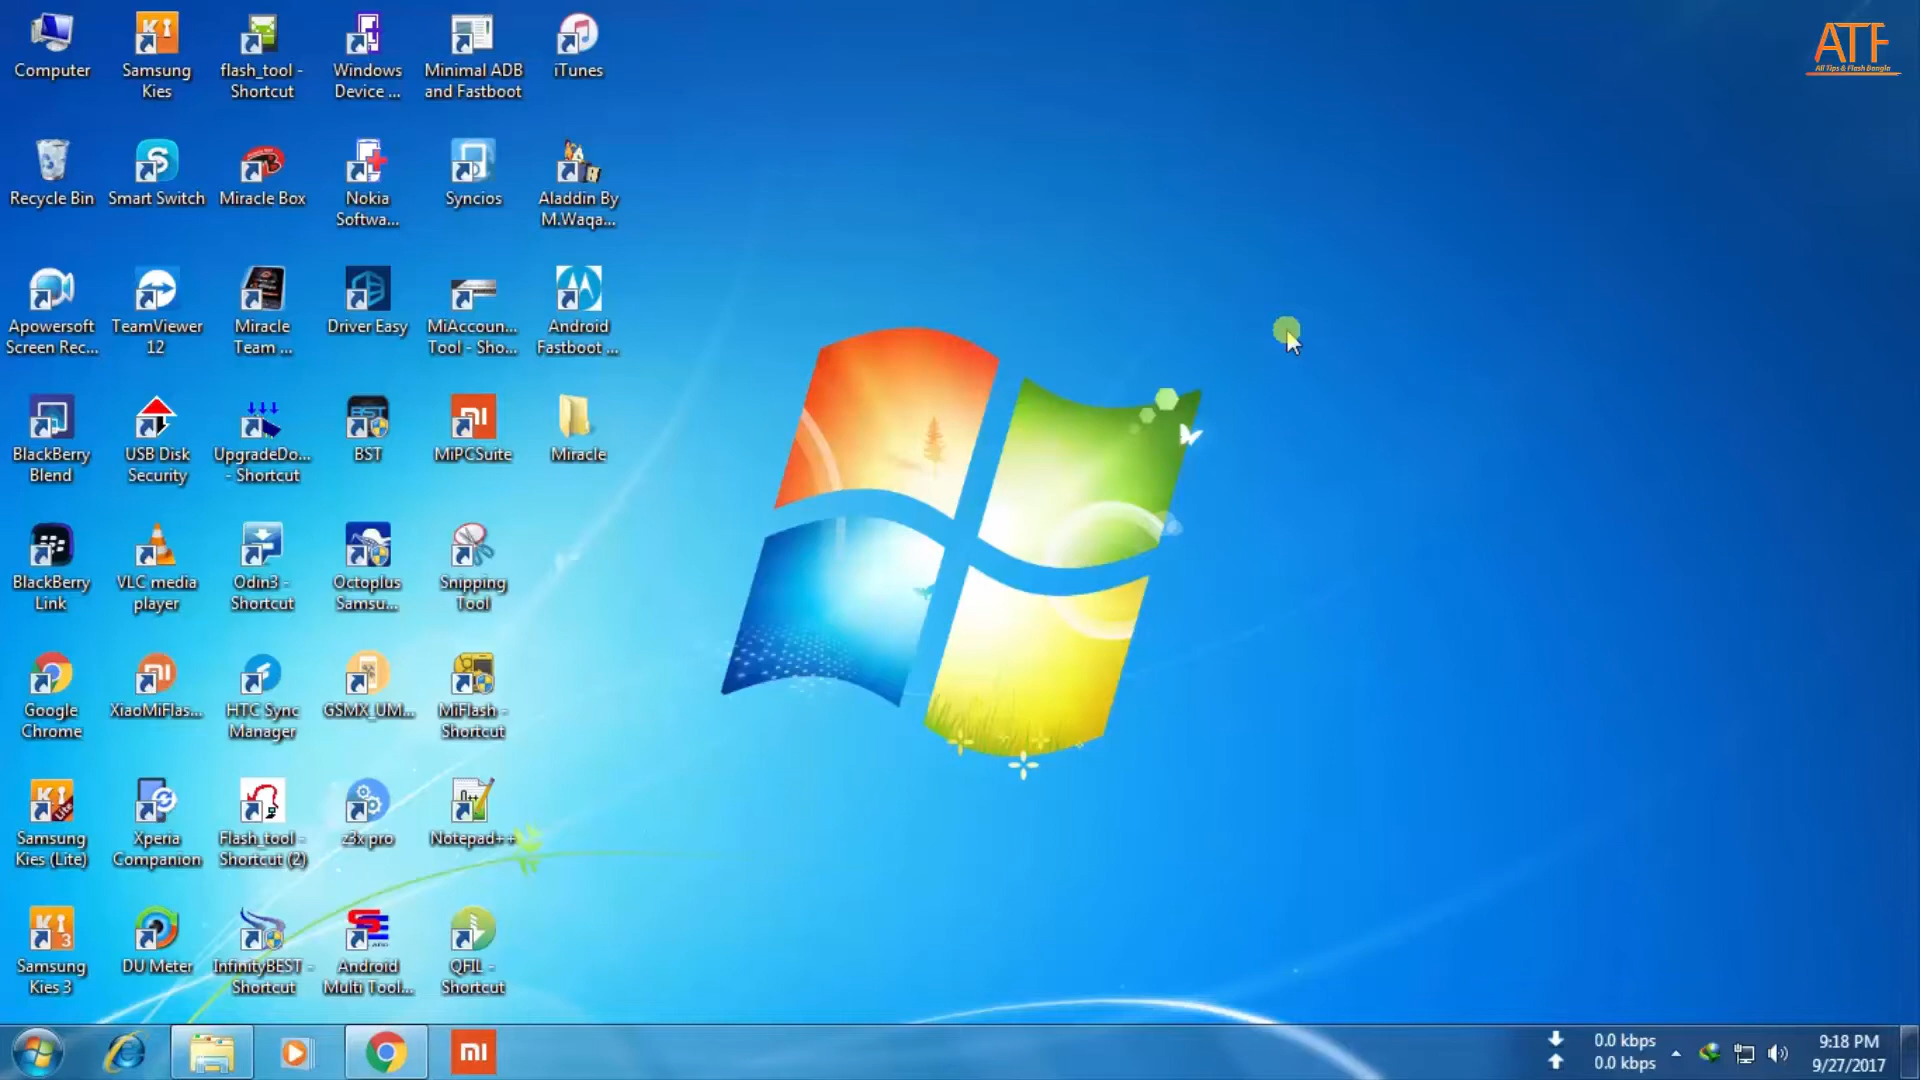 Computer
Samsung
Kies
flash_tool -
Shortcut
Windows
Device ...
Minimal ADB
and Fastboot
iTunes
Recycle Bin
Smart Switch
Miracle Box
Nokia
Softwa...
Syncios
Aladdin By
M.Waqa...
Apowersoft
Screen Rec...
TeamViewer
12
Miracle
Team ...
Driver Easy
MiAccoun...
Tool - Sho...
Android
Fastboot ...
BlackBerry
Blend
USB Disk
Security
UpgradeDo...
- Shortcut
BST
MiPCSuite
Miracle
BlackBerry
Link
VLC media
player
Odin3 -
Shortcut
Octoplus
Samsu...
Snipping
Tool
Google
Chrome
XiaoMiFlas...
HTC Sync
Manager
GSMX_UM...
MiFlash -
Shortcut
Samsung
Kies (Lite)
Xperia
Companion
Flash_tool -
Shortcut (2)
z3x pro
Notepad++
Samsung
Kies 3
DU Meter
InfinityBEST -
Shortcut
Android
Multi Tool...
QFIL -
Shortcut
ATF
All Tips & Flash Bangla
0.0 kbps
0.0 kbps
9:18 PM
9/27/2017